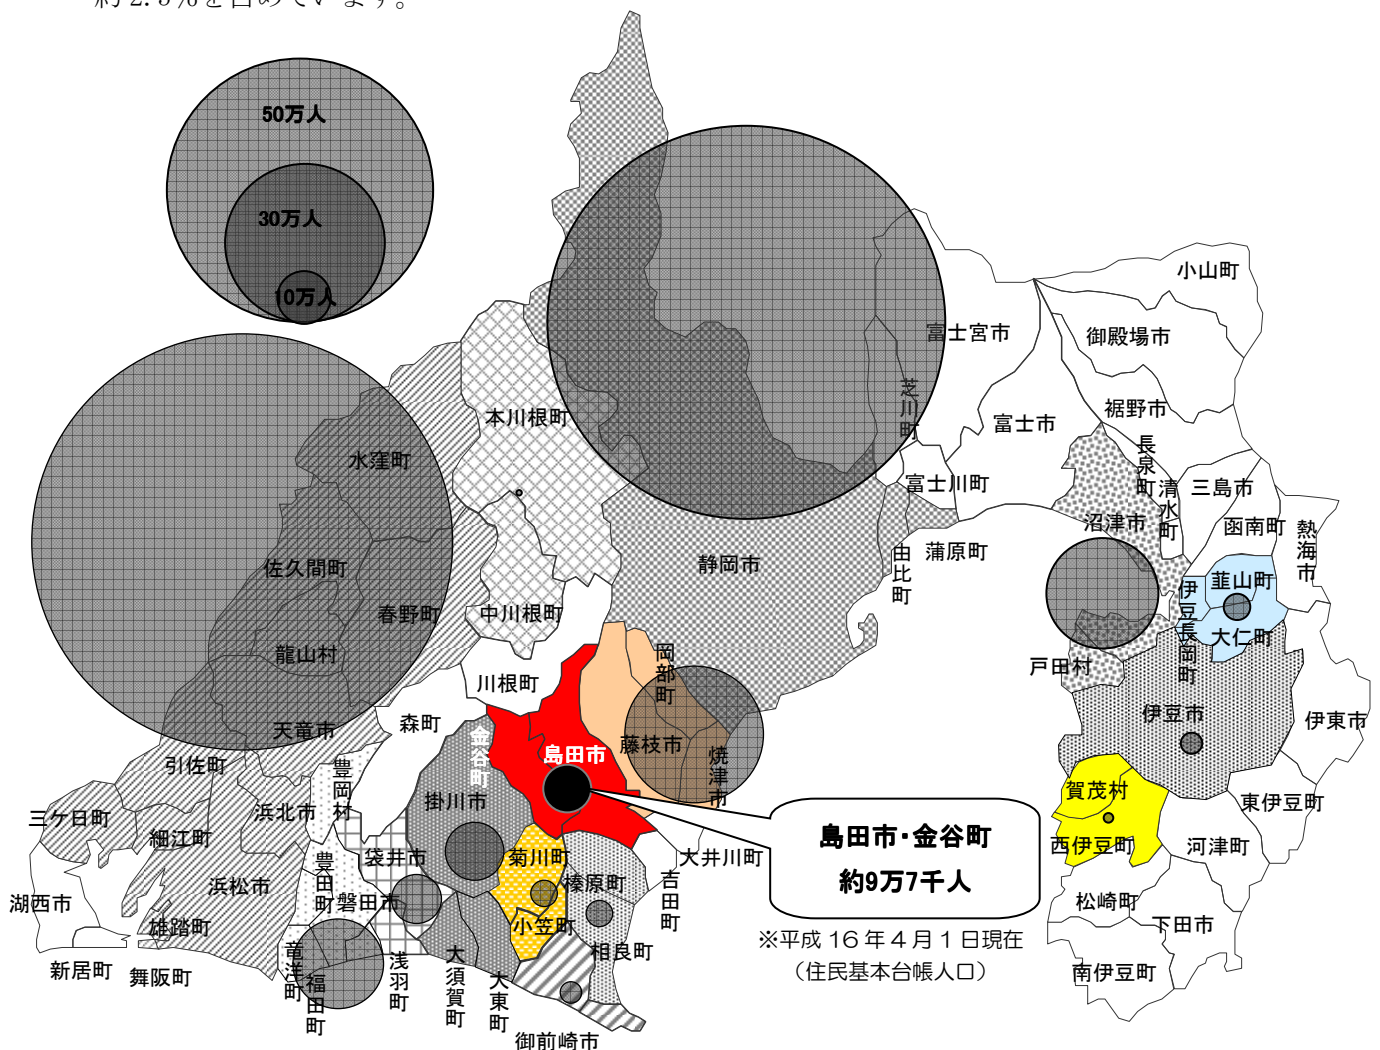 約2.5%を占めています。
50万人
30万人
10万人
小山町
御殿場市
富士宮市
芝川町
裾野市
富士市
本川根町
長泉町
水窪町
富士川町
清水町
三島市
沼津市
函南町
熱海市
蒲原町
由比町
静岡市
佐久間町
韮山町
伊豆長岡町
春野町
中川根町
大仁町
龍山村
岡部町
戸田村
川根町
伊豆市
伊東市
森町
天竜市
金谷町
島田市
藤枝市
焼津市
引佐町
豊岡村
賀茂村
東伊豆町
掛川市
浜北市
三ケ日町
細江町
島田市・金谷町
約9万7千人
西伊豆町
河津町
袋井市
菊川町
大井川町
豊田町
榛原町
吉田町
浜松市
磐田市
湖西市
松崎町
雄踏町
小笠町
下田市
※平成16年4月1日現在
（住民基本台帳人口）
相良町
新居町
舞阪町
竜洋町
福田町
浅羽町
大須賀町
大東町
南伊豆町
御前崎市